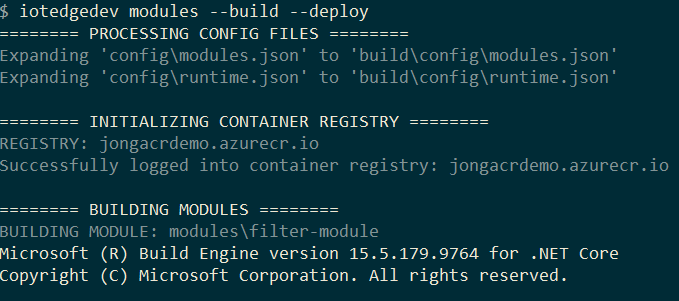 $ iotedgedev modules --build --deploy
======== PROCESSING CONFIG FILES ========
Expanding 'config\modules.json' to 'build\config\modules.json'
Expanding 'config\runtime.json' to 'build\config\runtime.json'
======== INITIALIZING CONTAINER REGISTRY ========
REGISTRY: jongacrdemo.azurecr.io
Successfully logged into container registry: jongacrdemo.azurecr.io
======== BUILDING MODULES ========
BUILDING MODULE: modules\filter-module
Microsoft (R) Build Engine version 15.5.179.9764 for .NET Core
Copyright (C) Microsoft Corporation. All rights reserved.